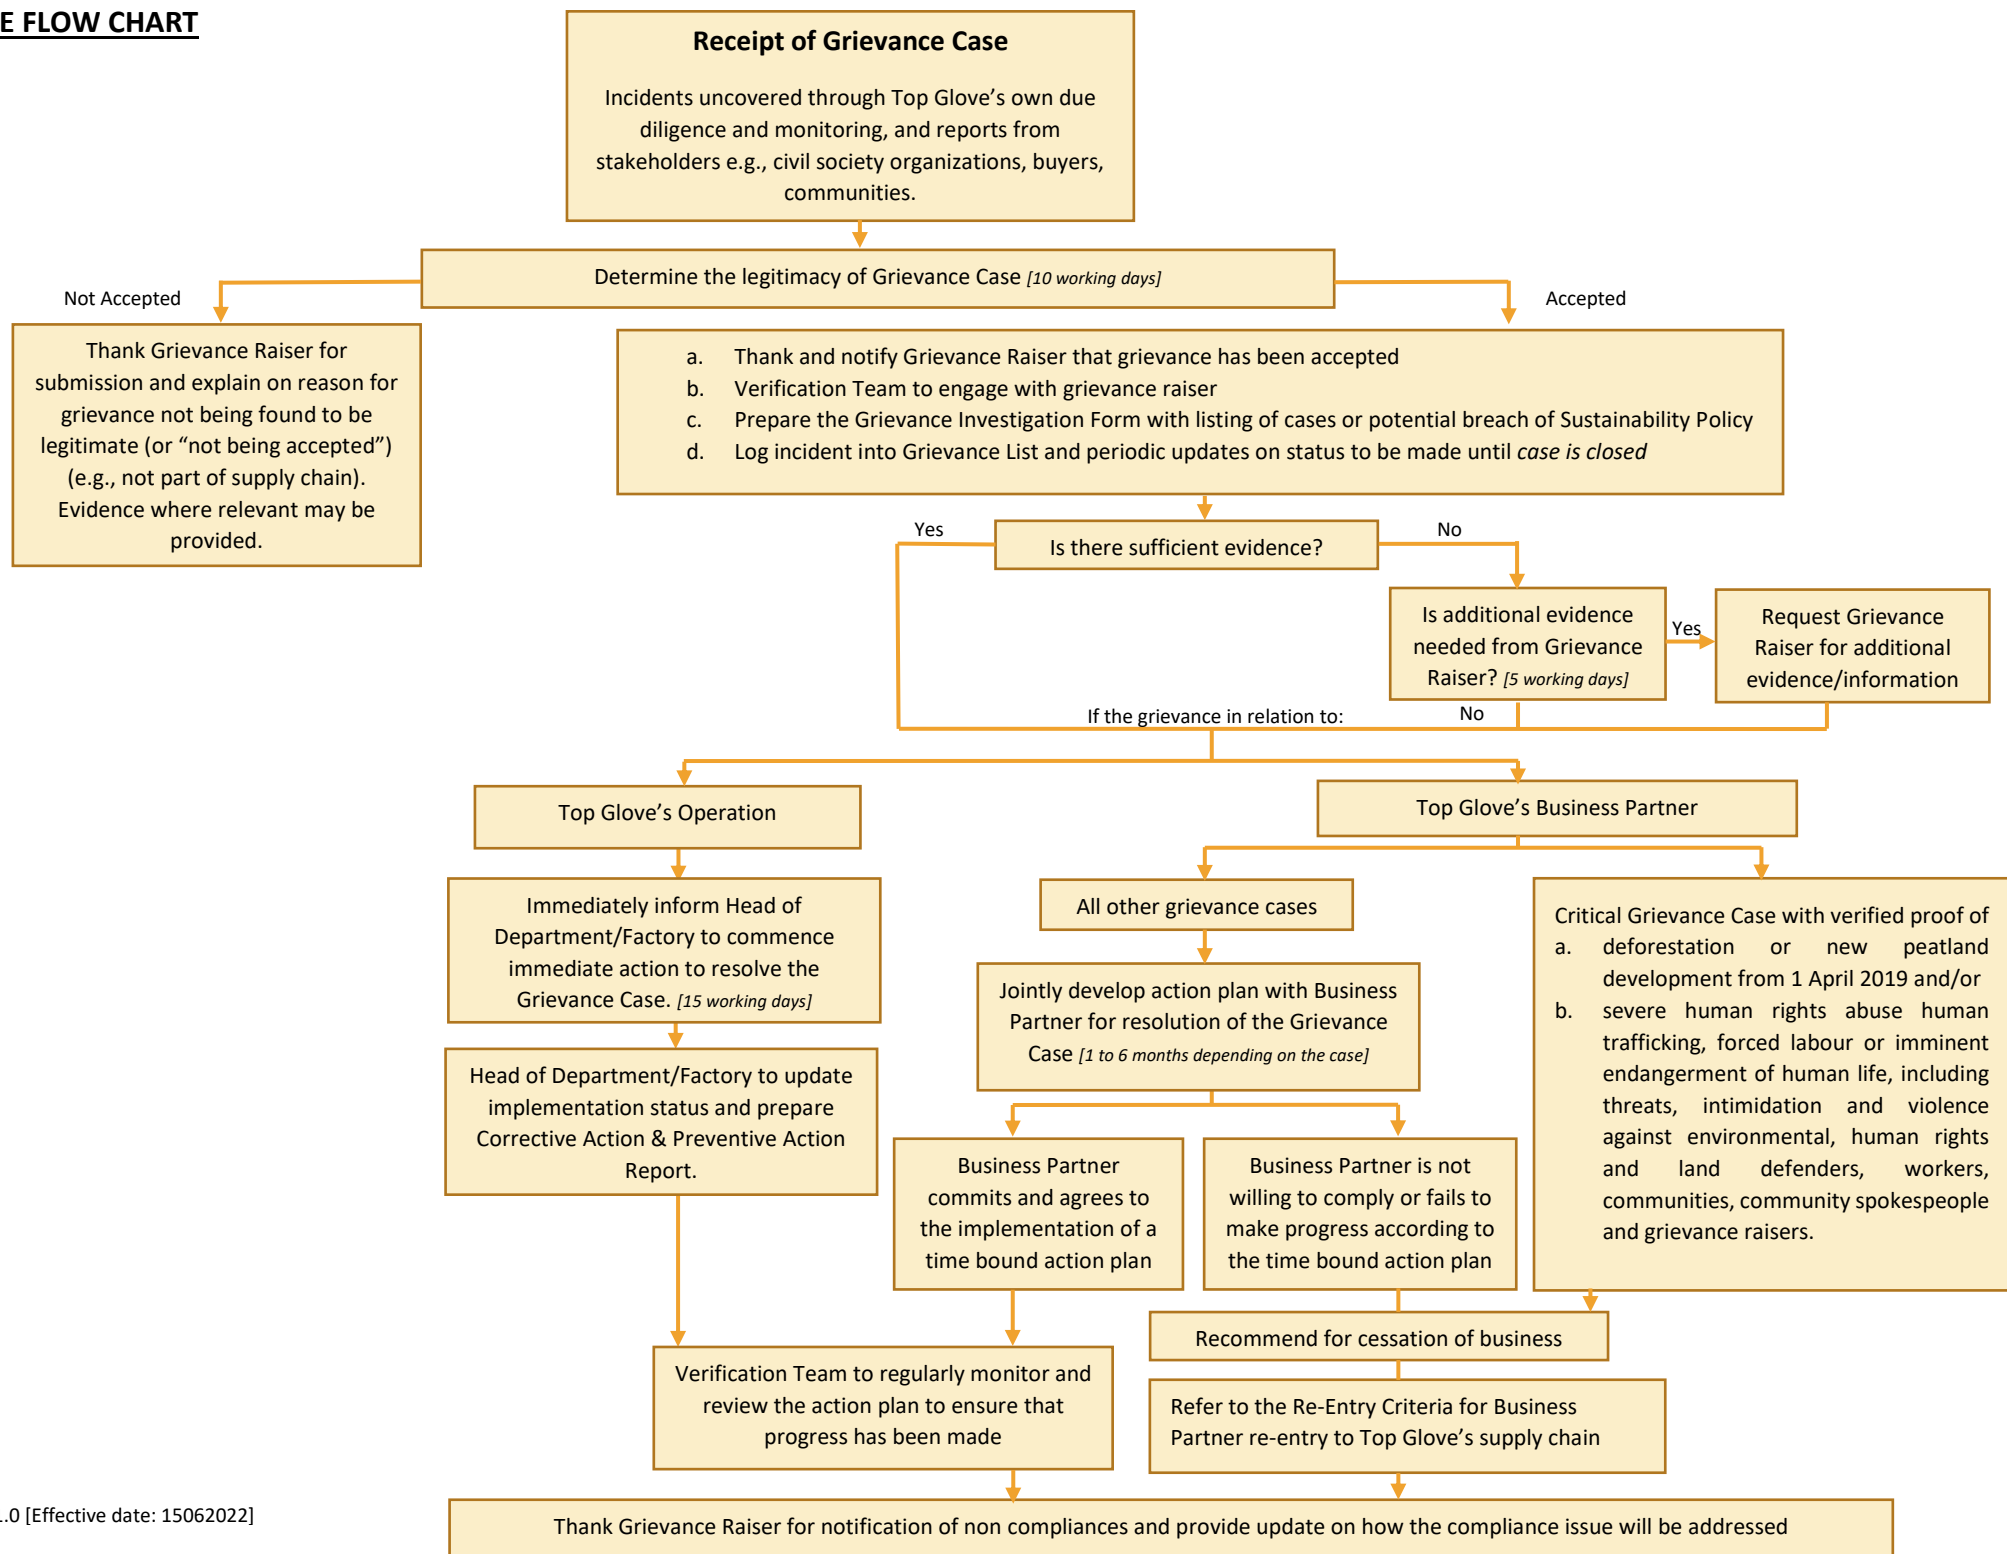 E FLOW CHART
Receipt of Grievance Case
Incidents uncovered through Top Glove’s own due
diligence and monitoring, and reports from
stakeholders e.g., civil society organizations, buyers,
communities.
Determine the legitimacy of Grievance Case [10 working days]
Not Accepted
Accepted
Thank Grievance Raiser for
submission and explain on reason for
grievance not being found to be
legitimate (or “not being accepted”)
(e.g., not part of supply chain).
Evidence where relevant may be
provided.
a. Thank and notify Grievance Raiser that grievance has been accepted
b. Verification Team to engage with grievance raiser
c. Prepare the Grievance Investigation Form with listing of cases or potential breach of Sustainability Policy
d. Log incident into Grievance List and periodic updates on status to be made until case is closed
Yes
Is there sufficient evidence?
No
Is additional evidence
needed from Grievance
Raiser? [5 working days]
Yes
Request Grievance
Raiser for additional
evidence/information
If the grievance in relation to:
No
Top Glove’s Operation
Top Glove’s Business Partner
Immediately inform Head of
Department/Factory to commence
immediate action to resolve the
Grievance Case. [15 working days]
Head of Department/Factory to update
implementation status and prepare
Corrective Action & Preventive Action
Report.
All other grievance cases
Jointly develop action plan with Business
Partner for resolution of the Grievance
Case [1 to 6 months depending on the case]
Business Partner
commits and agrees to
the implementation of a
time bound action plan
Business Partner is not
willing to comply or fails to
make progress according to
the time bound action plan
Critical Grievance Case with verified proof of
a. deforestation or new peatland
development from 1 April 2019 and/or
b. severe human rights abuse human
trafficking, forced labour or imminent
endangerment of human life, including
threats, intimidation and violence
against environmental, human rights
and land defenders, workers,
communities, community spokespeople
and grievance raisers.
Recommend for cessation of business
Verification Team to regularly monitor and
review the action plan to ensure that
progress has been made
Refer to the Re-Entry Criteria for Business
Partner re-entry to Top Glove’s supply chain
.0 [Effective date: 15062022]
Thank Grievance Raiser for notification of non compliances and provide update on how the compliance issue will be addressed